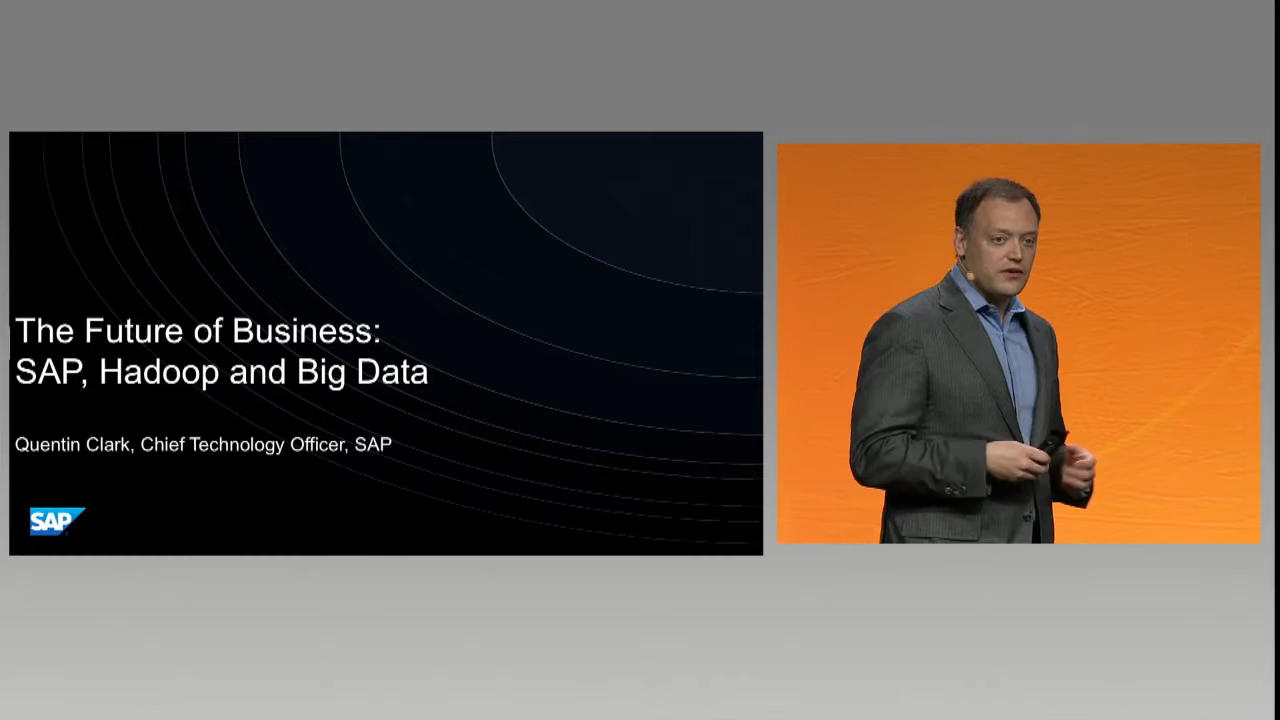 The Future of Business:
SAP, Hadoop and Big Data
Quentin Clark, Chief Technology Officer, SAP
SAP